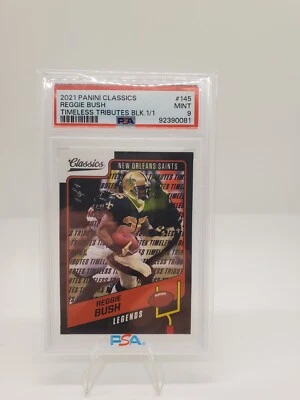 2021 PANINI CLASSICS #145
REGGIE BUSH MINT
TIMELESS TRIBUTES BLK.1/1 9
PSA 92390081
Classics
NEW ORLEANS SAINTS
REGGIE
BUSH
LEGENDS
PSA